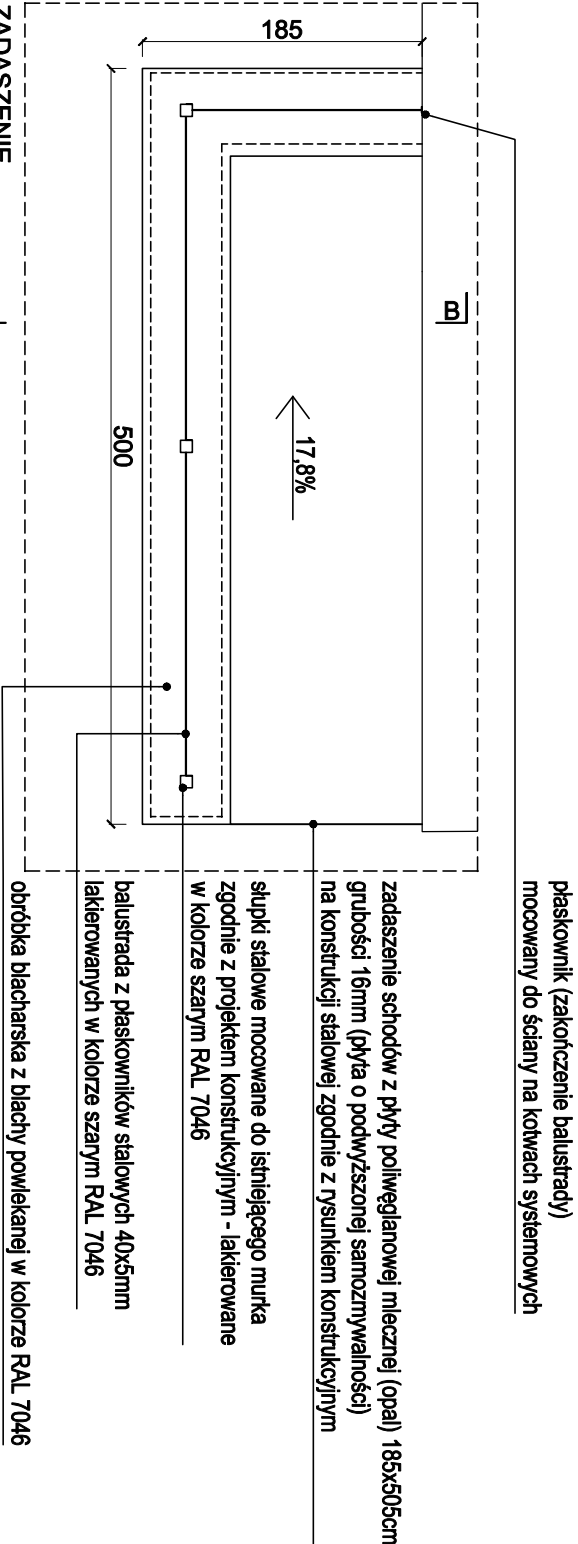 ZADASZENIE
185
500
B
17,8%
płaskownik (zakończenie balustrady)
mocowany do ściany na kotwach systemowych
zadaszenie schodów z płyty poliwęglanowej mlecznej (opal) 185x505cm
grubości 16mm (płyta o podwyższonej samozmywalności)
na konstrukcji stalowej zgodnie z rysunkiem konstrukcyjnym
słupki stalowe mocowane do istniejącego murka
zgodnie z projektem konstrukcyjnym - lakierowane
w kolorze szarym RAL 7046
balustrada z płaskowników stalowych 40x5mm
lakierowanych w kolorze szarym RAL 7046
obróbka blacharska z blachy powlekanej w kolorze RAL 7046